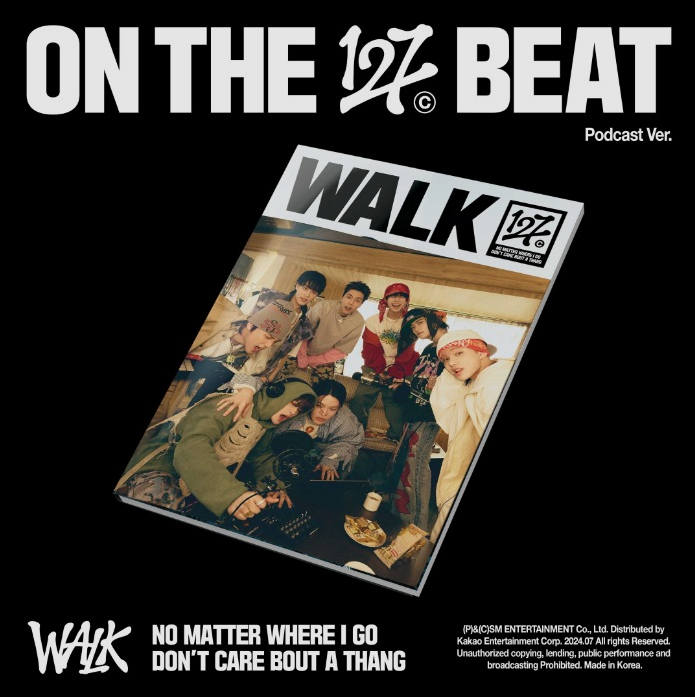 ON THE 127 © BEAT
Podcast Ver.
WALK
127 ©
NO MATTER WHERE I GO
DON'T CARE BOUT A THANG
WALK
NO MATTER WHERE I GO
DON'T CARE BOUT A THANG
(P)&(C)SM ENTERTAINMENT Co., Ltd. Distributed by
Kakao Entertainment Corp. 2024.07 All rights Reserved.
Unauthorized copying, lending, public performance and
broadcasting Prohibited. Made in Korea.